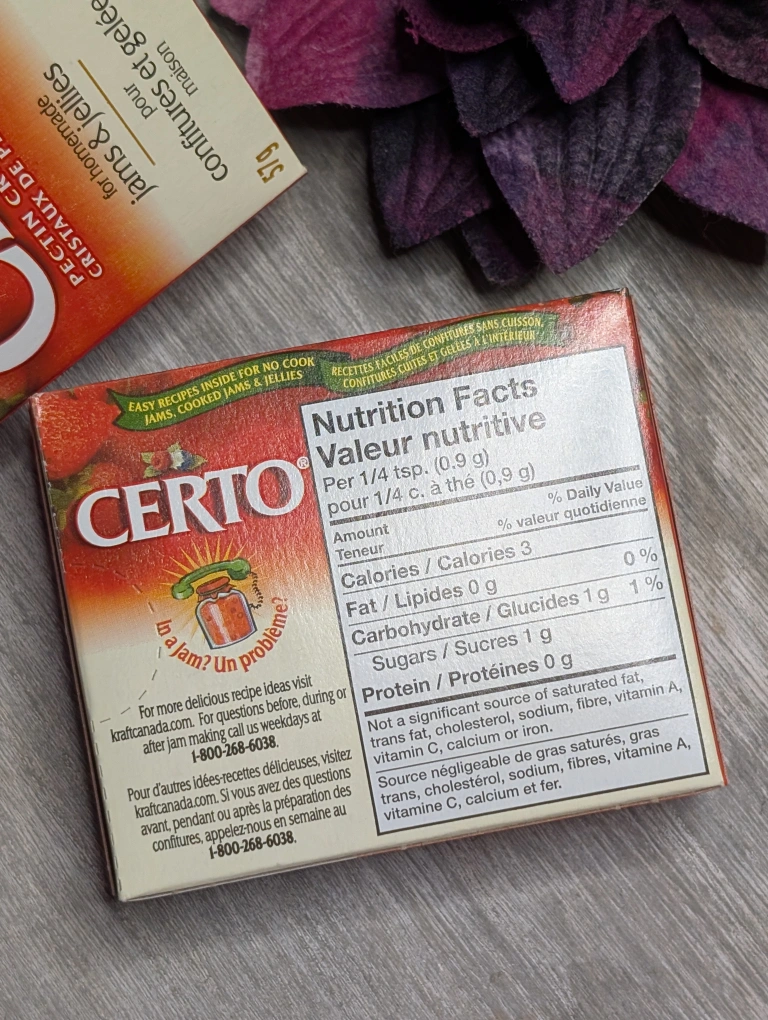 for homemade
jams & jellies
pour
confitures et gelée
maison
57g
PECTIN
CRISTAUX DE
EASY RECIPES INSIDE FOR NO COOK
JAMS, COOKED JAMS & JELLIES
RECETTES FACILES DE CONFITURES SANS CUISSON,
CONFITURES CUITES ET GELÉES À L'INTÉRIEUR
CERTO®
In a jam? Un problème?
For more delicious recipe ideas visit
kraftcanada.com. For questions before, during or
after jam making call us weekdays at
1-800-268-6038.
Pour d'autres idées-recettes délicieuses, visitez
kraftcanada.com. Si vous avez des questions
avant, pendant ou après la préparation des
confitures, appelez-nous en semaine au
1-800-268-6038.
Nutrition Facts
Valeur nutritive
Per 1/4 tsp. (0.9 g)
pour 1/4 c. à thé (0,9 g)
Amount % Daily Value
Teneur % valeur quotidienne
Calories / Calories 3
Fat / Lipides 0 g 0 %
Carbohydrate / Glucides 1 g 1 %
Sugars / Sucres 1 g
Protein / Protéines 0 g
Not a significant source of saturated fat,
trans fat, cholesterol, sodium, fibre, vitamin A,
vitamin C, calcium or iron.
Source négligeable de gras saturés, gras
trans, cholestérol, sodium, fibres, vitamine A,
vitamine C, calcium et fer.